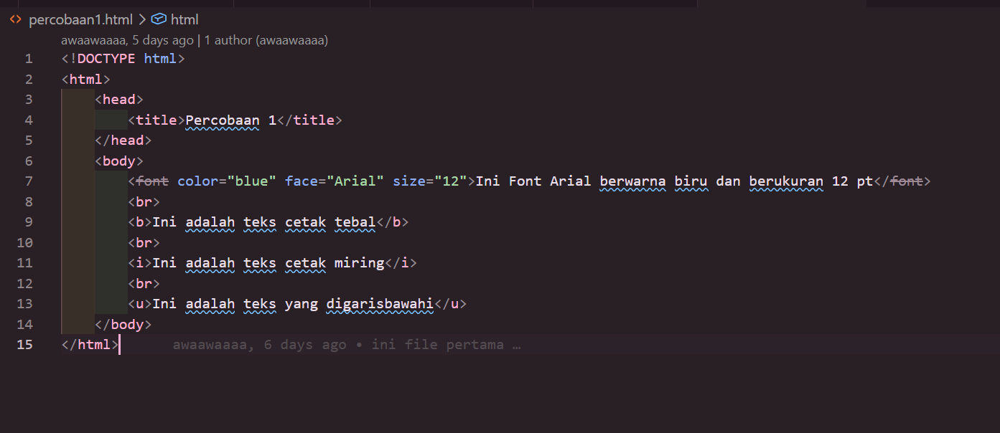 percobaan1.html > html
awaawaaaa, 5 days ago | 1 author (awaawaaaa)
1 <!DOCTYPE html>
2 <html>
3 <head>
4 <title>Percobaan 1</title>
5 </head>
6 <body>
7 <font color="blue" face="Arial" size="12">Ini Font Arial berwarna biru dan berukuran 12 pt</font>
8 <br>
9 <b>Ini adalah teks cetak tebal</b>
10 <br>
11 <i>Ini adalah teks cetak miring</i>
12 <br>
13 <u>Ini adalah teks yang digarisbawahi</u>
14 </body>
15 </html> awaawaaaa, 6 days ago • ini file pertama …